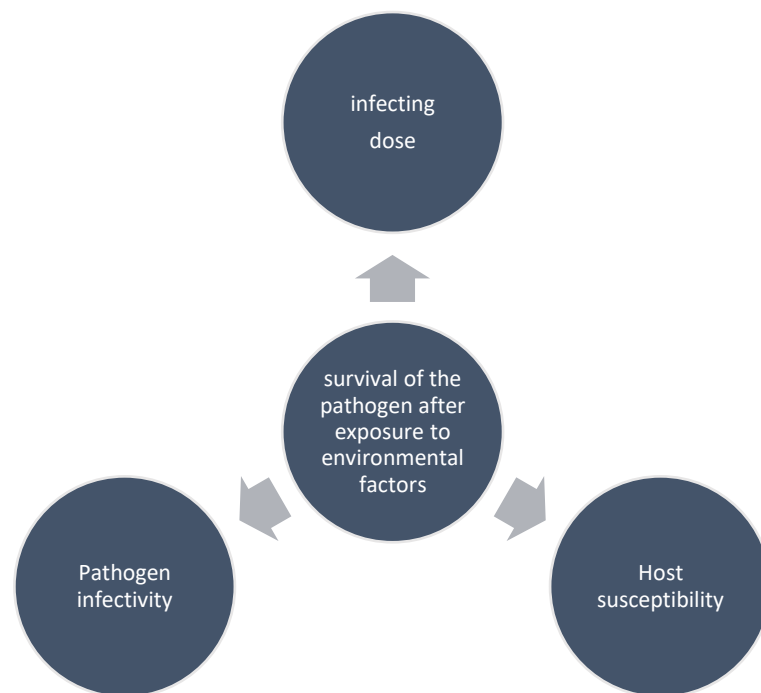 infecting
dose
survival of the
pathogen after
exposure to
environmental
factors
Pathogen
infectivity
Host
susceptibility